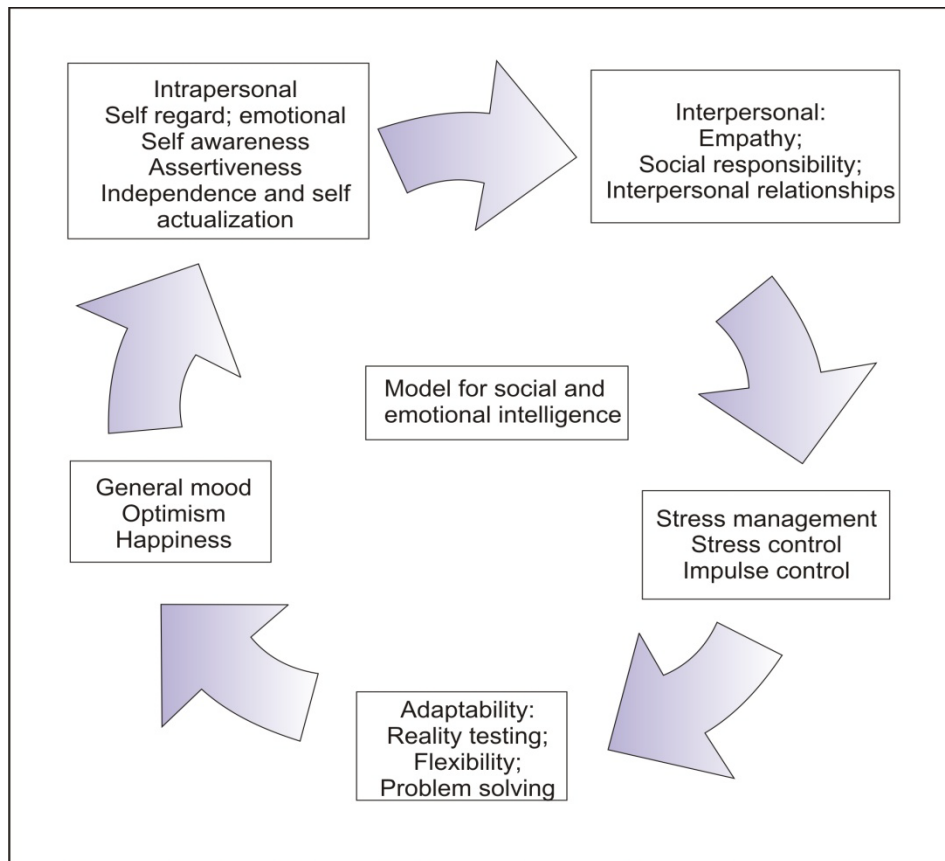 Intrapersonal
Self regard; emotional
Self awareness
Assertiveness
Independence and self
actualization
Interpersonal:
Empathy;
Social responsibility;
Interpersonal relationships
Model for social and
emotional intelligence
General mood
Optimism
Happiness
Stress management
Stress control
Impulse control
Adaptability:
Reality testing;
Flexibility;
Problem solving